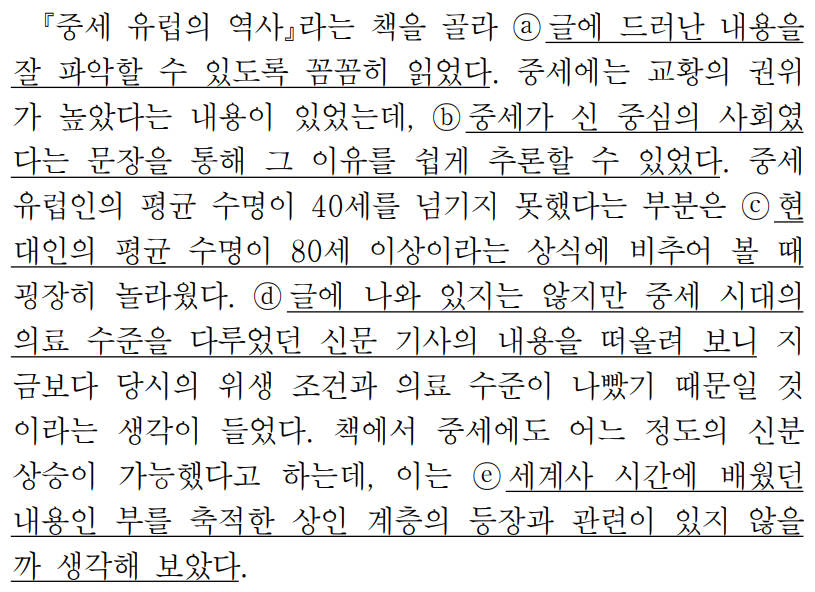 『중세 유럽의 역사』라는 책을 골라 ⓐ글에 드러난 내용을
잘 파악할 수 있도록 꼼꼼히 읽었다. 중세에는 교황의 권위
가 높았다는 내용이 있었는데, ⓑ중세가 신 중심의 사회였
다는 문장을 통해 그 이유를 쉽게 추론할 수 있었다. 중세
유럽인의 평균 수명이 40세를 넘기지 못했다는 부분은 ⓒ현
대인의 평균 수명이 80세 이상이라는 상식에 비추어 볼 때
굉장히 놀라웠다. ⓓ글에 나와 있지는 않지만 중세 시대의
의료 수준을 다루었던 신문 기사의 내용을 떠올려 보니 지
금보다 당시의 위생 조건과 의료 수준이 나빴기 때문일 것
이라는 생각이 들었다. 책에서 중세에도 어느 정도의 신분
상승이 가능했다고 하는데, 이는 ⓔ세계사 시간에 배웠던
내용인 부를 축적한 상인 계층의 등장과 관련이 있지 않을
까 생각해 보았다.